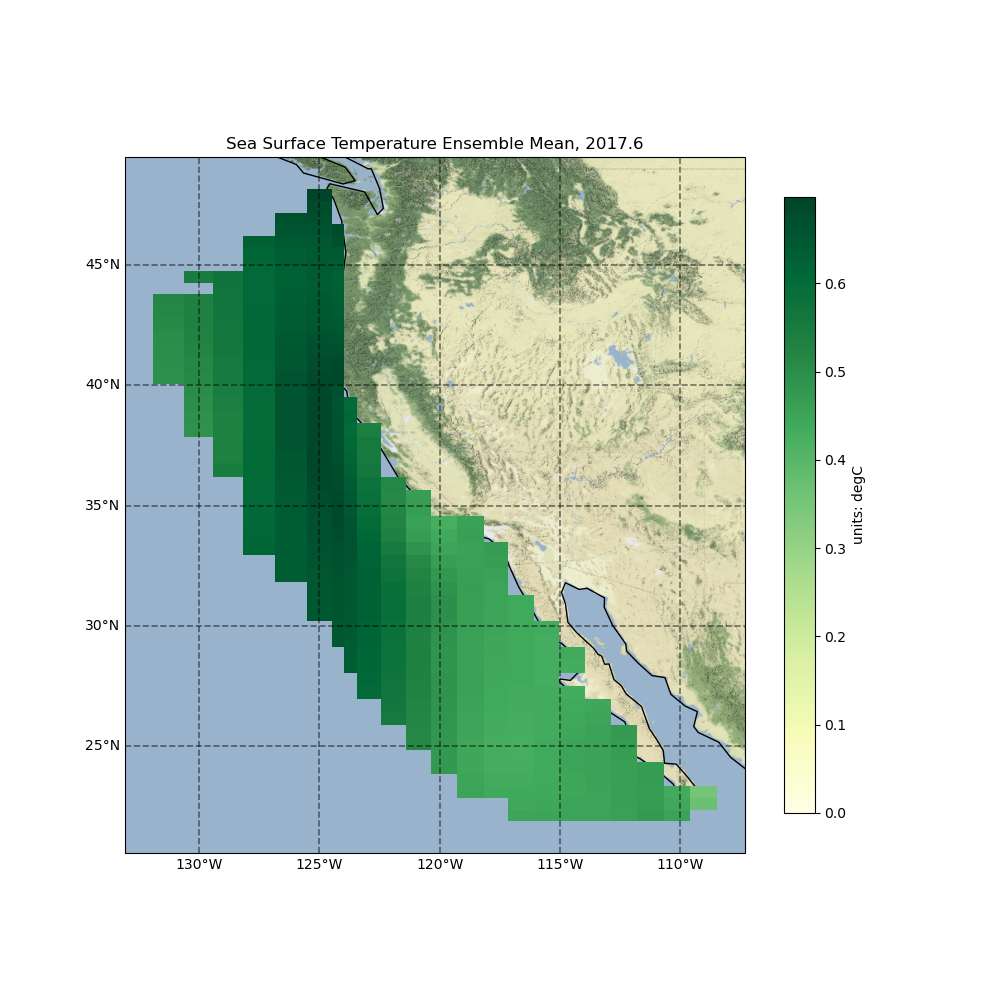 Sea Surface Temperature Ensemble Mean, 2017.6
45°N
40°N
35°N
30°N
25°N
130°W 125°W 120°W 115°W 110°W
0.6
0.5
0.4
0.3
0.2
0.1
0.0
units: degC